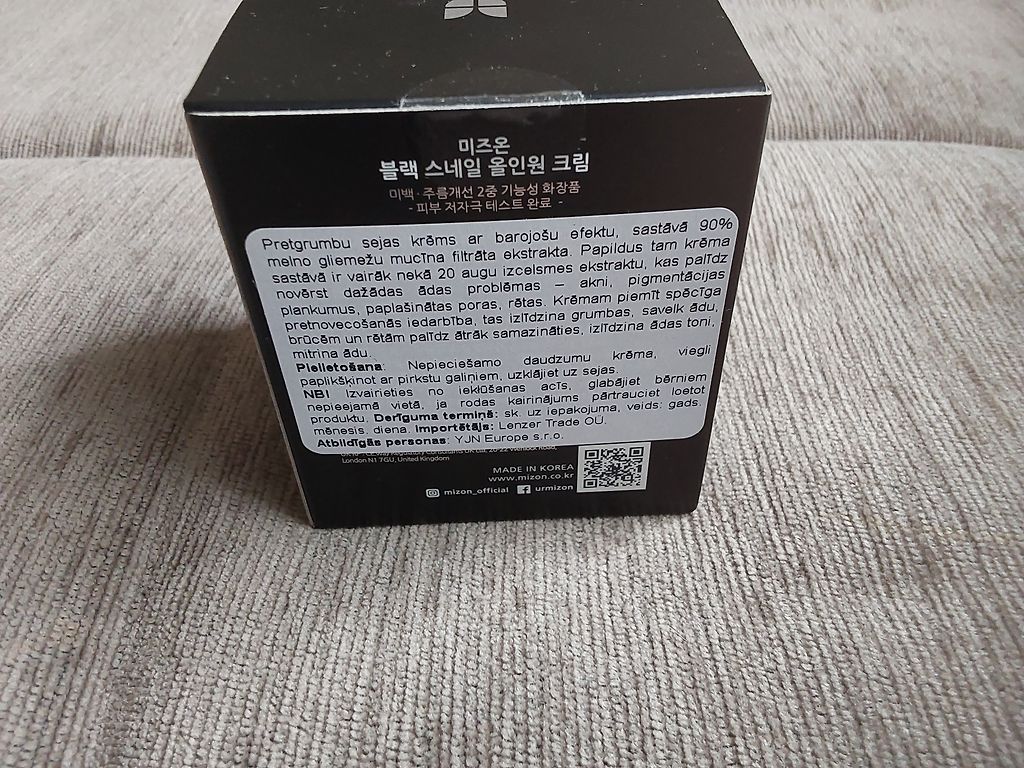 미즈온
블랙 스네일 올인원 크림
미백·주름개선 2중 기능성 화장품
- 피부 저자극 테스트 완료 -
Pretgrumbu sejas krēms ar barojošu efektu, sastāvā 90%
melno gliemežu mucīna filtrāta ekstrakta. Papildus tam krēma
sastāvā ir vairāk nekā 20 augu izcelsmes ekstraktu, kas palīdz
novērst dažādas ādas problēmas – akni, pigmentācijas
plankumus, paplašinātas poras, rētas. Krēmam piemīt spēcīga
pretnovecošanās iedarbība, tas izlīdzina grumbas, savelk ādu,
brūcēm un rētām palīdz ātrāk samazināties, izlīdzina ādas toni,
mitrina ādu.
Pielietošana: Nepieciešamo daudzumu krēma, viegli
paplikšķinot ar pirkstu galiņiem, uzklājiet uz sejas.
NB! Izvairieties no iekļūšanas acīs, glabājiet bērniem
nepieejamā vietā, ja rodas kairinājums pārtrauciet lietot
produktu. Derīguma termiņš: sk. uz iepakojuma, veids: gads.
mēnesis. diena. Importētājs: Lenzer Trade OÜ.
Atbildīgās personas: YJN Europe s.r.o.
London N1 7GU, United Kingdom
MADE IN KOREA
www.mizon.co.kr
mizon_official urmizon